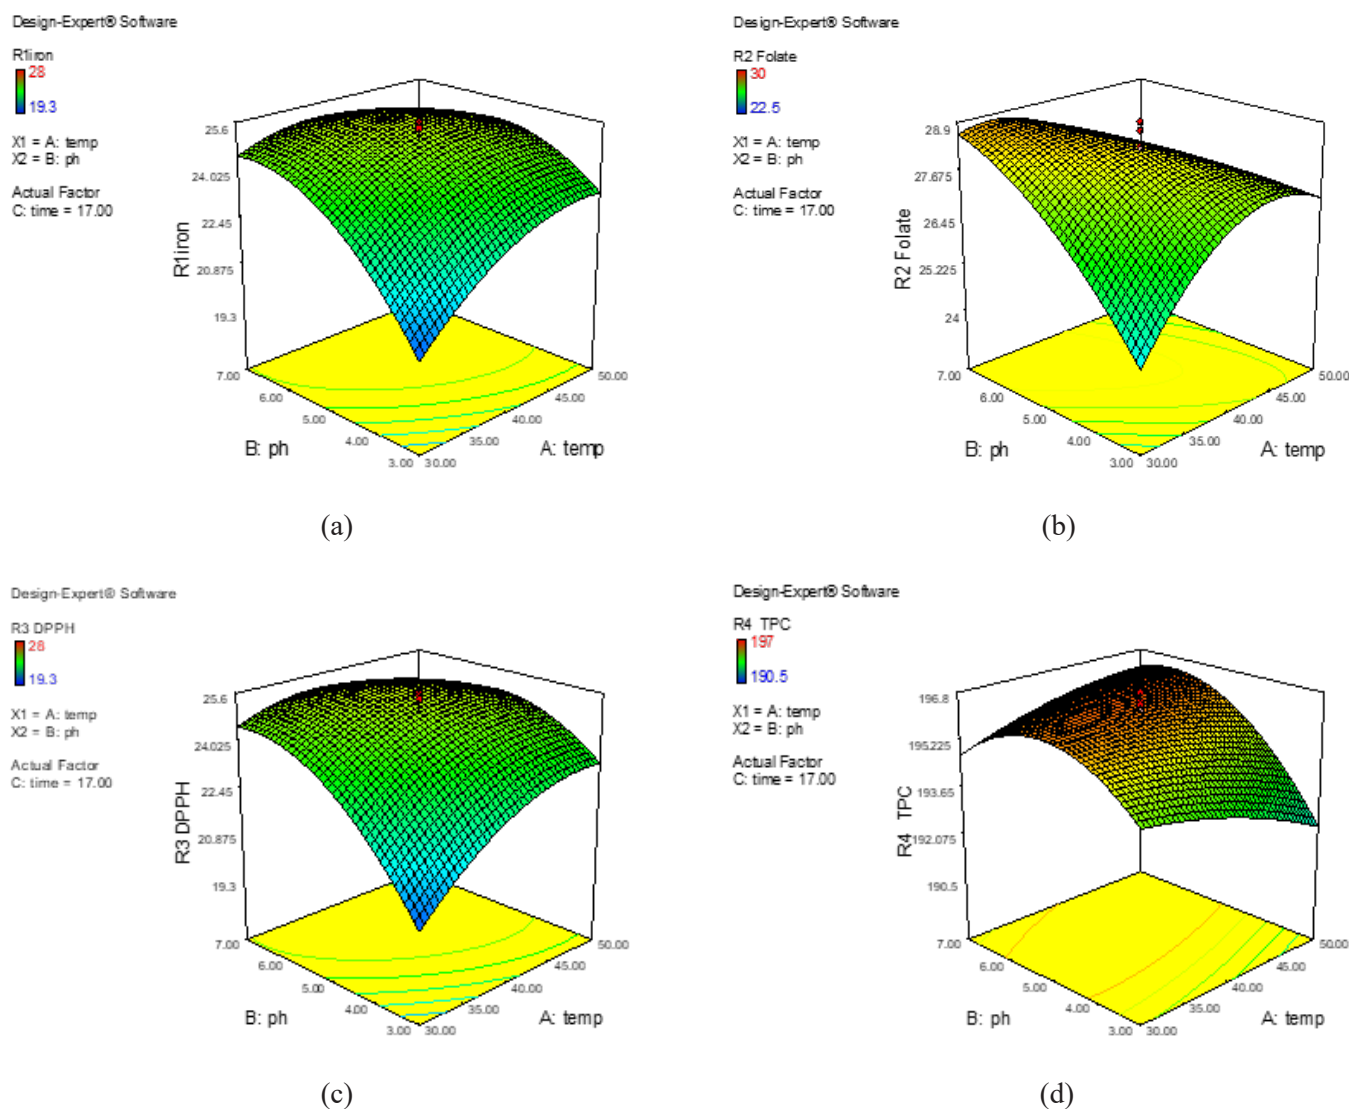 Design-Expert® Software
R1iron
28
19.3
X1 = A: temp
X2 = B: ph
Actual Factor
C: time = 17.00
25.6
24.025
22.45
20.875
19.3
R1iron
7.00
6.00
5.00
4.00
3.00
30.00
35.00
40.00
45.00
50.00
B: ph
A: temp
(a)
Design-Expert® Software
R2 Folate
30
22.5
X1 = A: temp
X2 = B: ph
Actual Factor
C: time = 17.00
28.9
27.675
26.45
25.225
24
R2 Folate
7.00
6.00
5.00
4.00
3.00
30.00
35.00
40.00
45.00
50.00
B: ph
A: temp
(b)
Design-Expert® Software
R3 DPPH
28
19.3
X1 = A: temp
X2 = B: ph
Actual Factor
C: time = 17.00
25.6
24.025
22.45
20.875
19.3
R3 DPPH
7.00
6.00
5.00
4.00
3.00
30.00
35.00
40.00
45.00
50.00
B: ph
A: temp
(c)
Design-Expert® Software
R4 TPC
197
190.5
X1 = A: temp
X2 = B: ph
Actual Factor
C: time = 17.00
196.8
195.225
193.65
192.075
190.5
R4 TPC
7.00
6.00
5.00
4.00
3.00
30.00
35.00
40.00
45.00
50.00
B: ph
A: temp
(d)